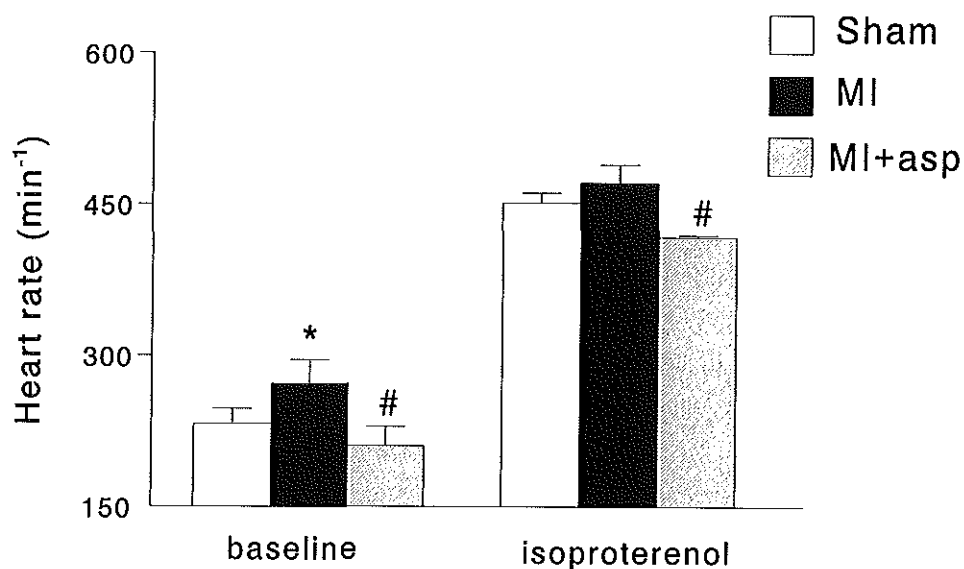 Sham
MI
MI+asp
Heart rate (min⁻¹)
600
450
300
150
*
#
#
baseline
isoproterenol